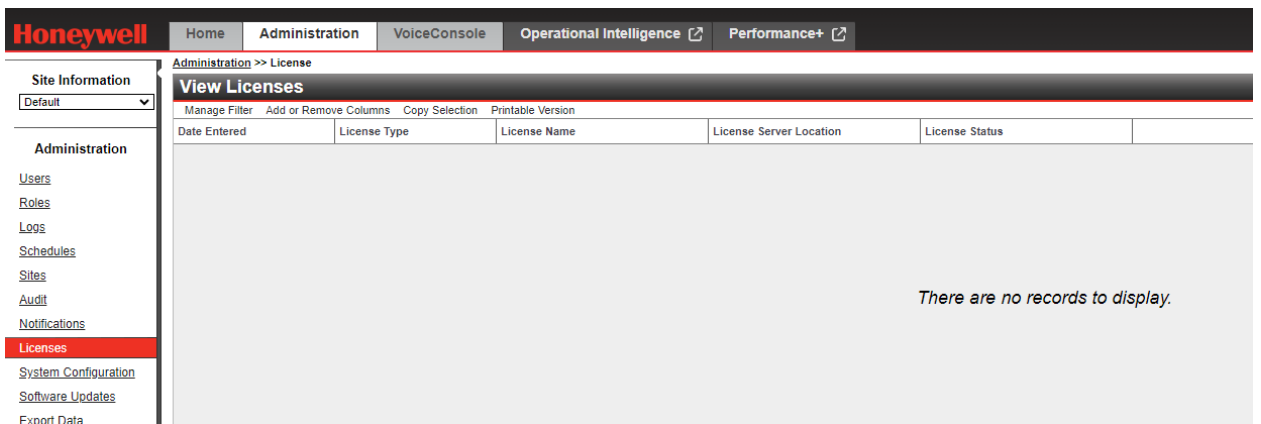 Honeywell
Home Administration VoiceConsole Operational Intelligence Performance+
Site Information
Default
Administration
Users
Roles
Logs
Schedules
Sites
Audit
Notifications
Licenses
System Configuration
Software Updates
Export Data
Administration >> License
View Licenses
Manage Filter Add or Remove Columns Copy Selection Printable Version
Date Entered License Type License Name License Server Location License Status
There are no records to display.